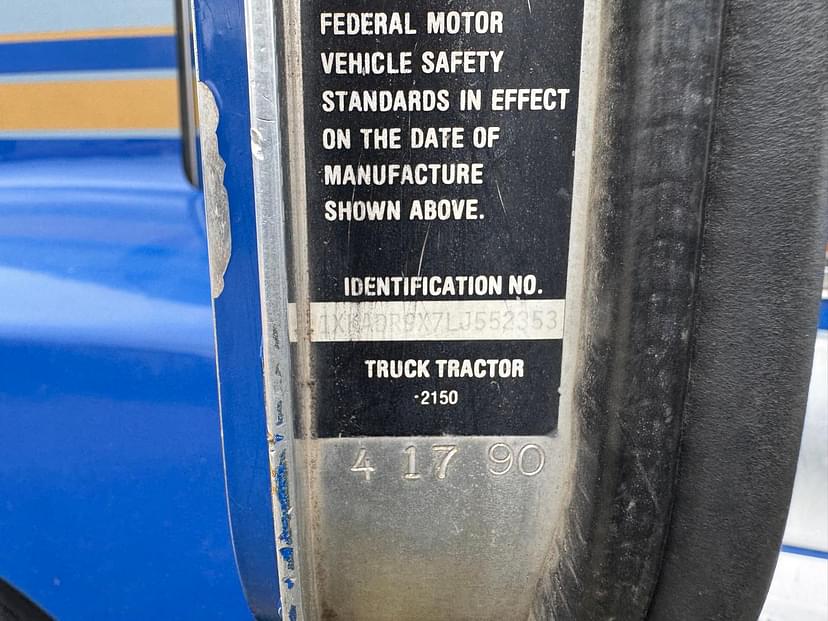 FEDERAL MOTOR
VEHICLE SAFETY
STANDARDS IN EFFECT
ON THE DATE OF
MANUFACTURE
SHOWN ABOVE.
IDENTIFICATION NO.
TRUCK TRACTOR
-2150
4 17 90